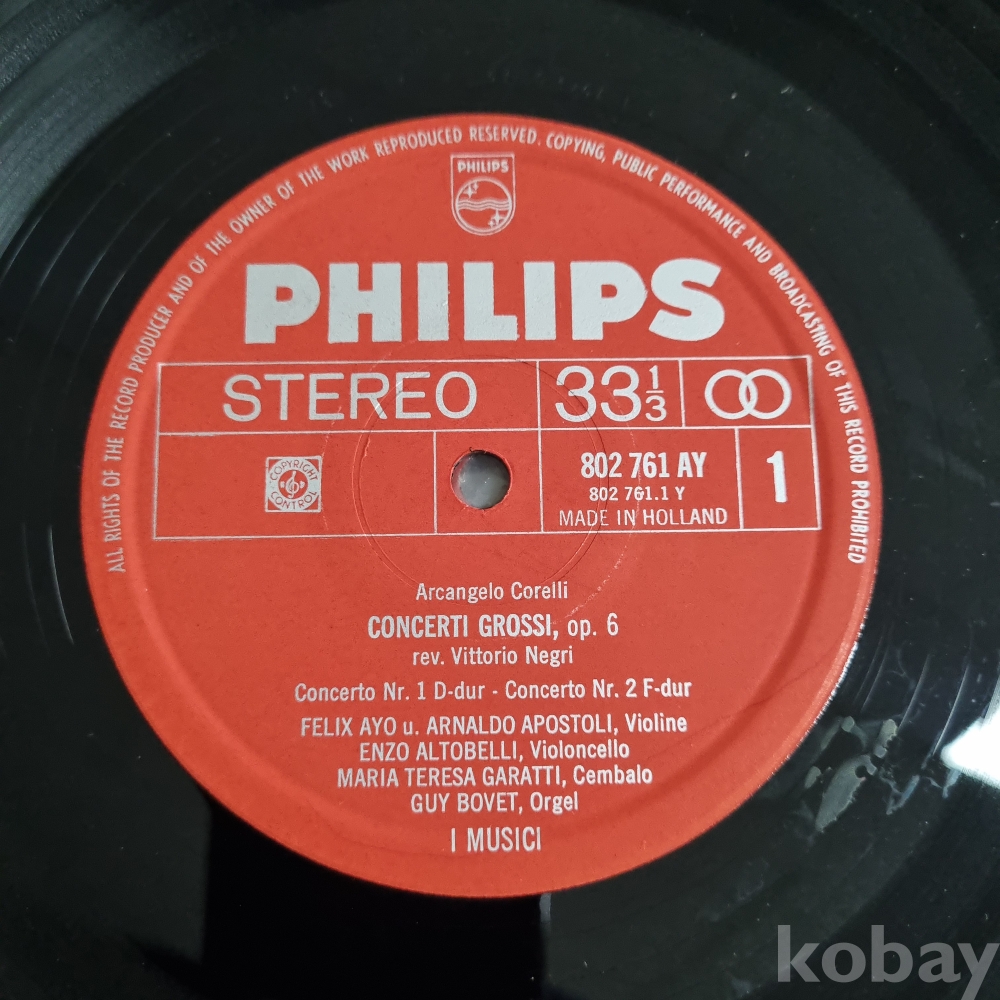 ALL RIGHTS OF THE RECORD PRODUCER AND OF THE OWNER OF THE WORK REPRODUCED RESERVED. COPYING, PUBLIC PERFORMANCE AND BROADCASTING OF THIS RECORD PROHIBITED
PHILIPS
PHILIPS
STEREO
33 1/3
COPYRIGHT
CONTROL
802 761 AY
802 761.1 Y
MADE IN HOLLAND
1
Arcangelo Corelli
CONCERTI GROSSI, op. 6
rev. Vittorio Negri
Concerto Nr. 1 D-dur - Concerto Nr. 2 F-dur
FELIX AYO u. ARNALDO APOSTOLI, Violine
ENZO ALTOBELLI, Violoncello
MARIA TERESA GARATTI, Cembalo
GUY BOVET, Orgel
I MUSICI
kobay